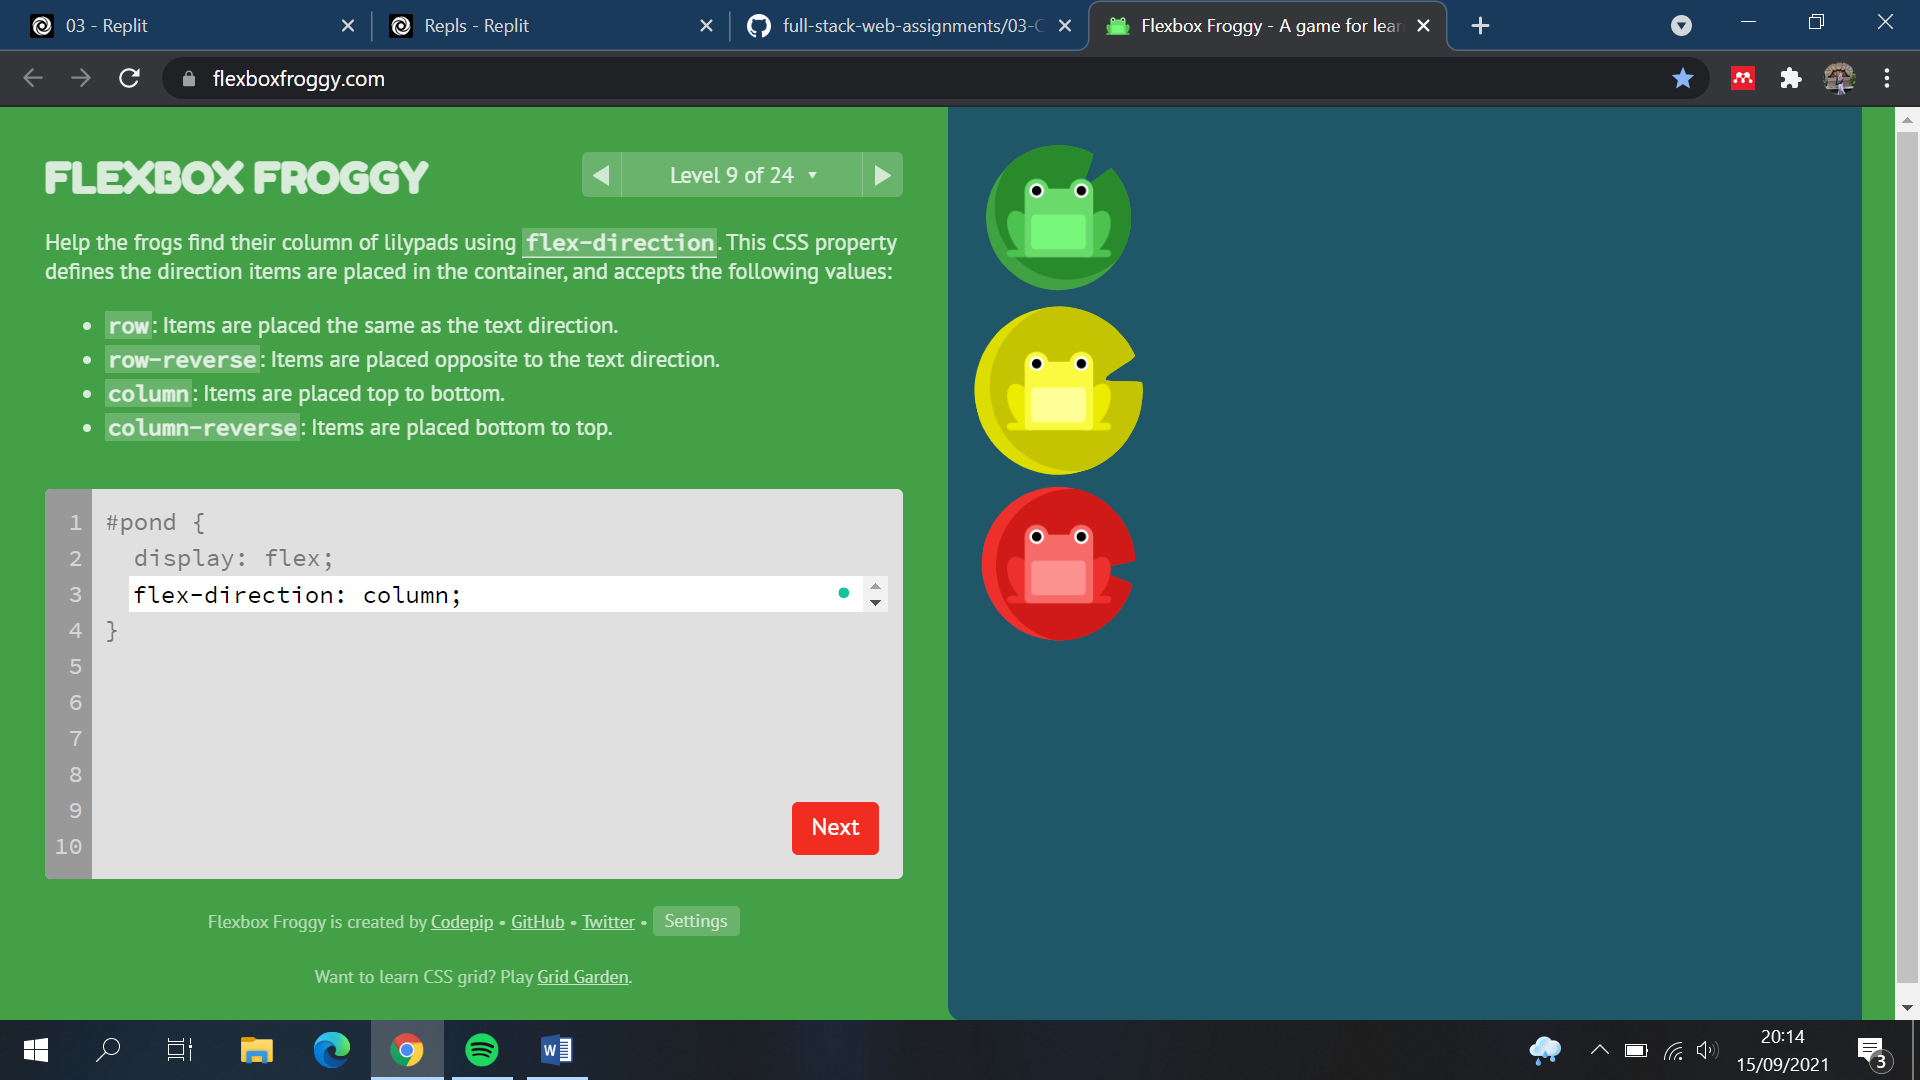 03 - Replit
Repls - Replit
full-stack-web-assignments/03-C
Flexbox Froggy - A game for lear
flexboxfroggy.com
FLEXBOX FROGGY
Level 9 of 24
Help the frogs find their column of lilypads using flex-direction. This CSS property
defines the direction items are placed in the container, and accepts the following values:
• row: Items are placed the same as the text direction.
• row-reverse: Items are placed opposite to the text direction.
• column: Items are placed top to bottom.
• column-reverse: Items are placed bottom to top.
1 #pond {
2 display: flex;
3 flex-direction: column;
4 }
5
6
7
8
9
10
Next
Flexbox Froggy is created by Codepip • GitHub • Twitter • Settings
Want to learn CSS grid? Play Grid Garden.
20:14
15/09/2021
3